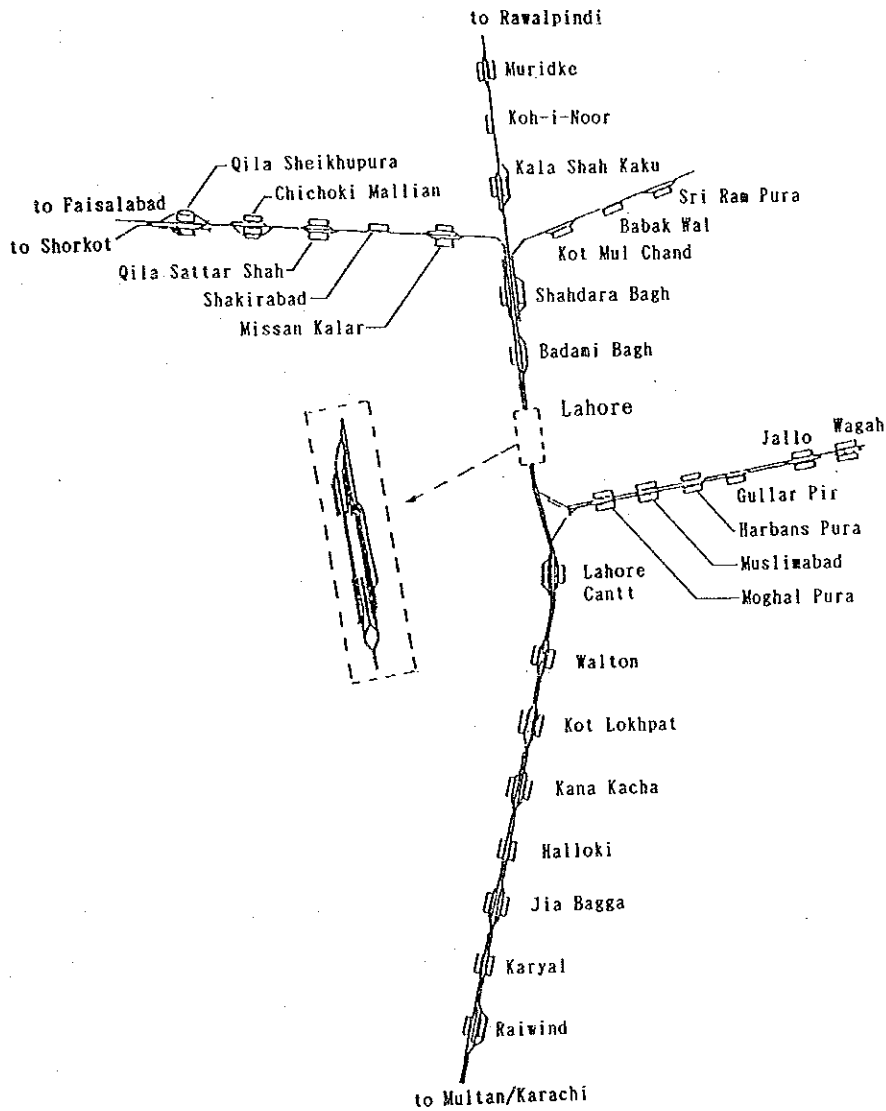 to Rawalpindi
Muridke
Koh-i-Noor
Qila Sheikhupura
Kala Shah Kaku
Chichoki Mallian
Sri Ram Pura
to Faisalabad
Babak Wal
to Shorkot
Kot Mul Chand
Qila Sattar Shah
Shakirabad
Shahdara Bagh
Missan Kalar
Badami Bagh
Lahore
Jallo
Wagah
Gullar Pir
Harbans Pura
Muslimabad
Moghal Pura
Lahore
Cantt
Walton
Kot Lokhpat
Kana Kacha
Halloki
Jia Bagga
Karyal
Raiwind
to Multan/Karachi